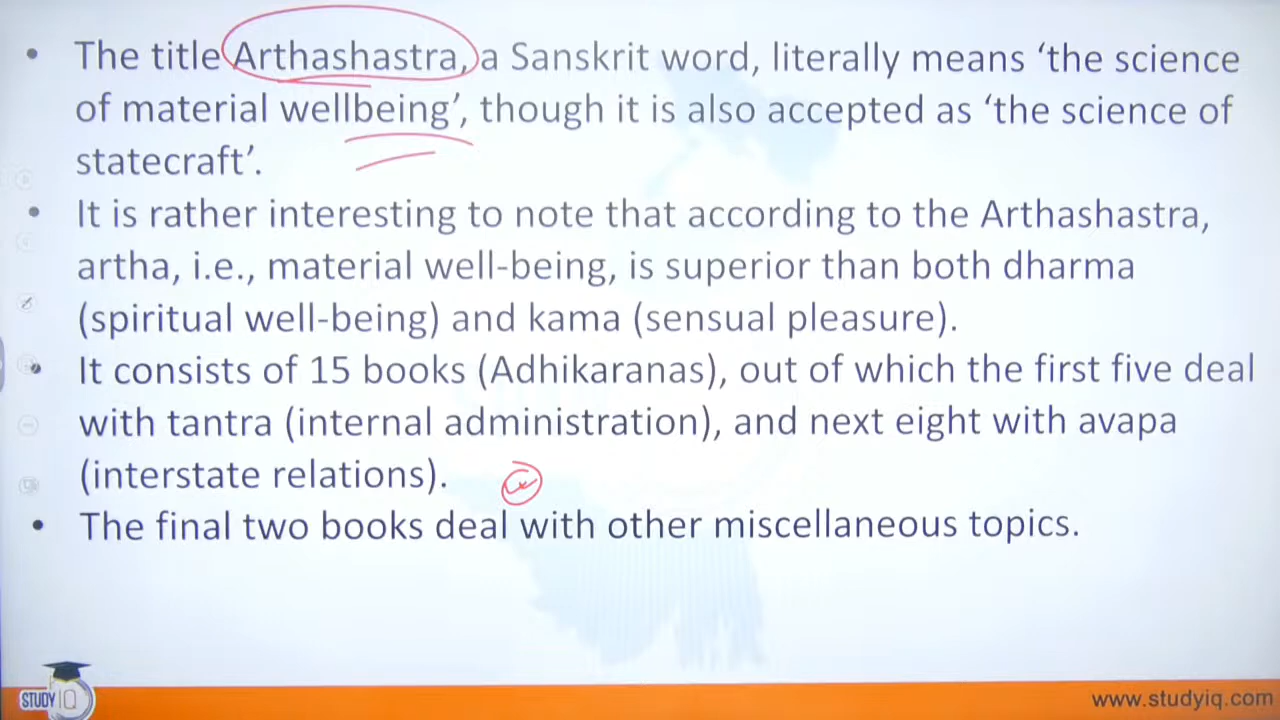 • The title Arthashastra, a Sanskrit word, literally means ‘the science
of material wellbeing’, though it is also accepted as ‘the science of
statecraft’.
• It is rather interesting to note that according to the Arthashastra,
artha, i.e., material well-being, is superior than both dharma
(spiritual well-being) and kama (sensual pleasure).
• It consists of 15 books (Adhikaranas), out of which the first five deal
with tantra (internal administration), and next eight with avapa
(interstate relations).
• The final two books deal with other miscellaneous topics.
STUDY IQ
www.studyiq.com